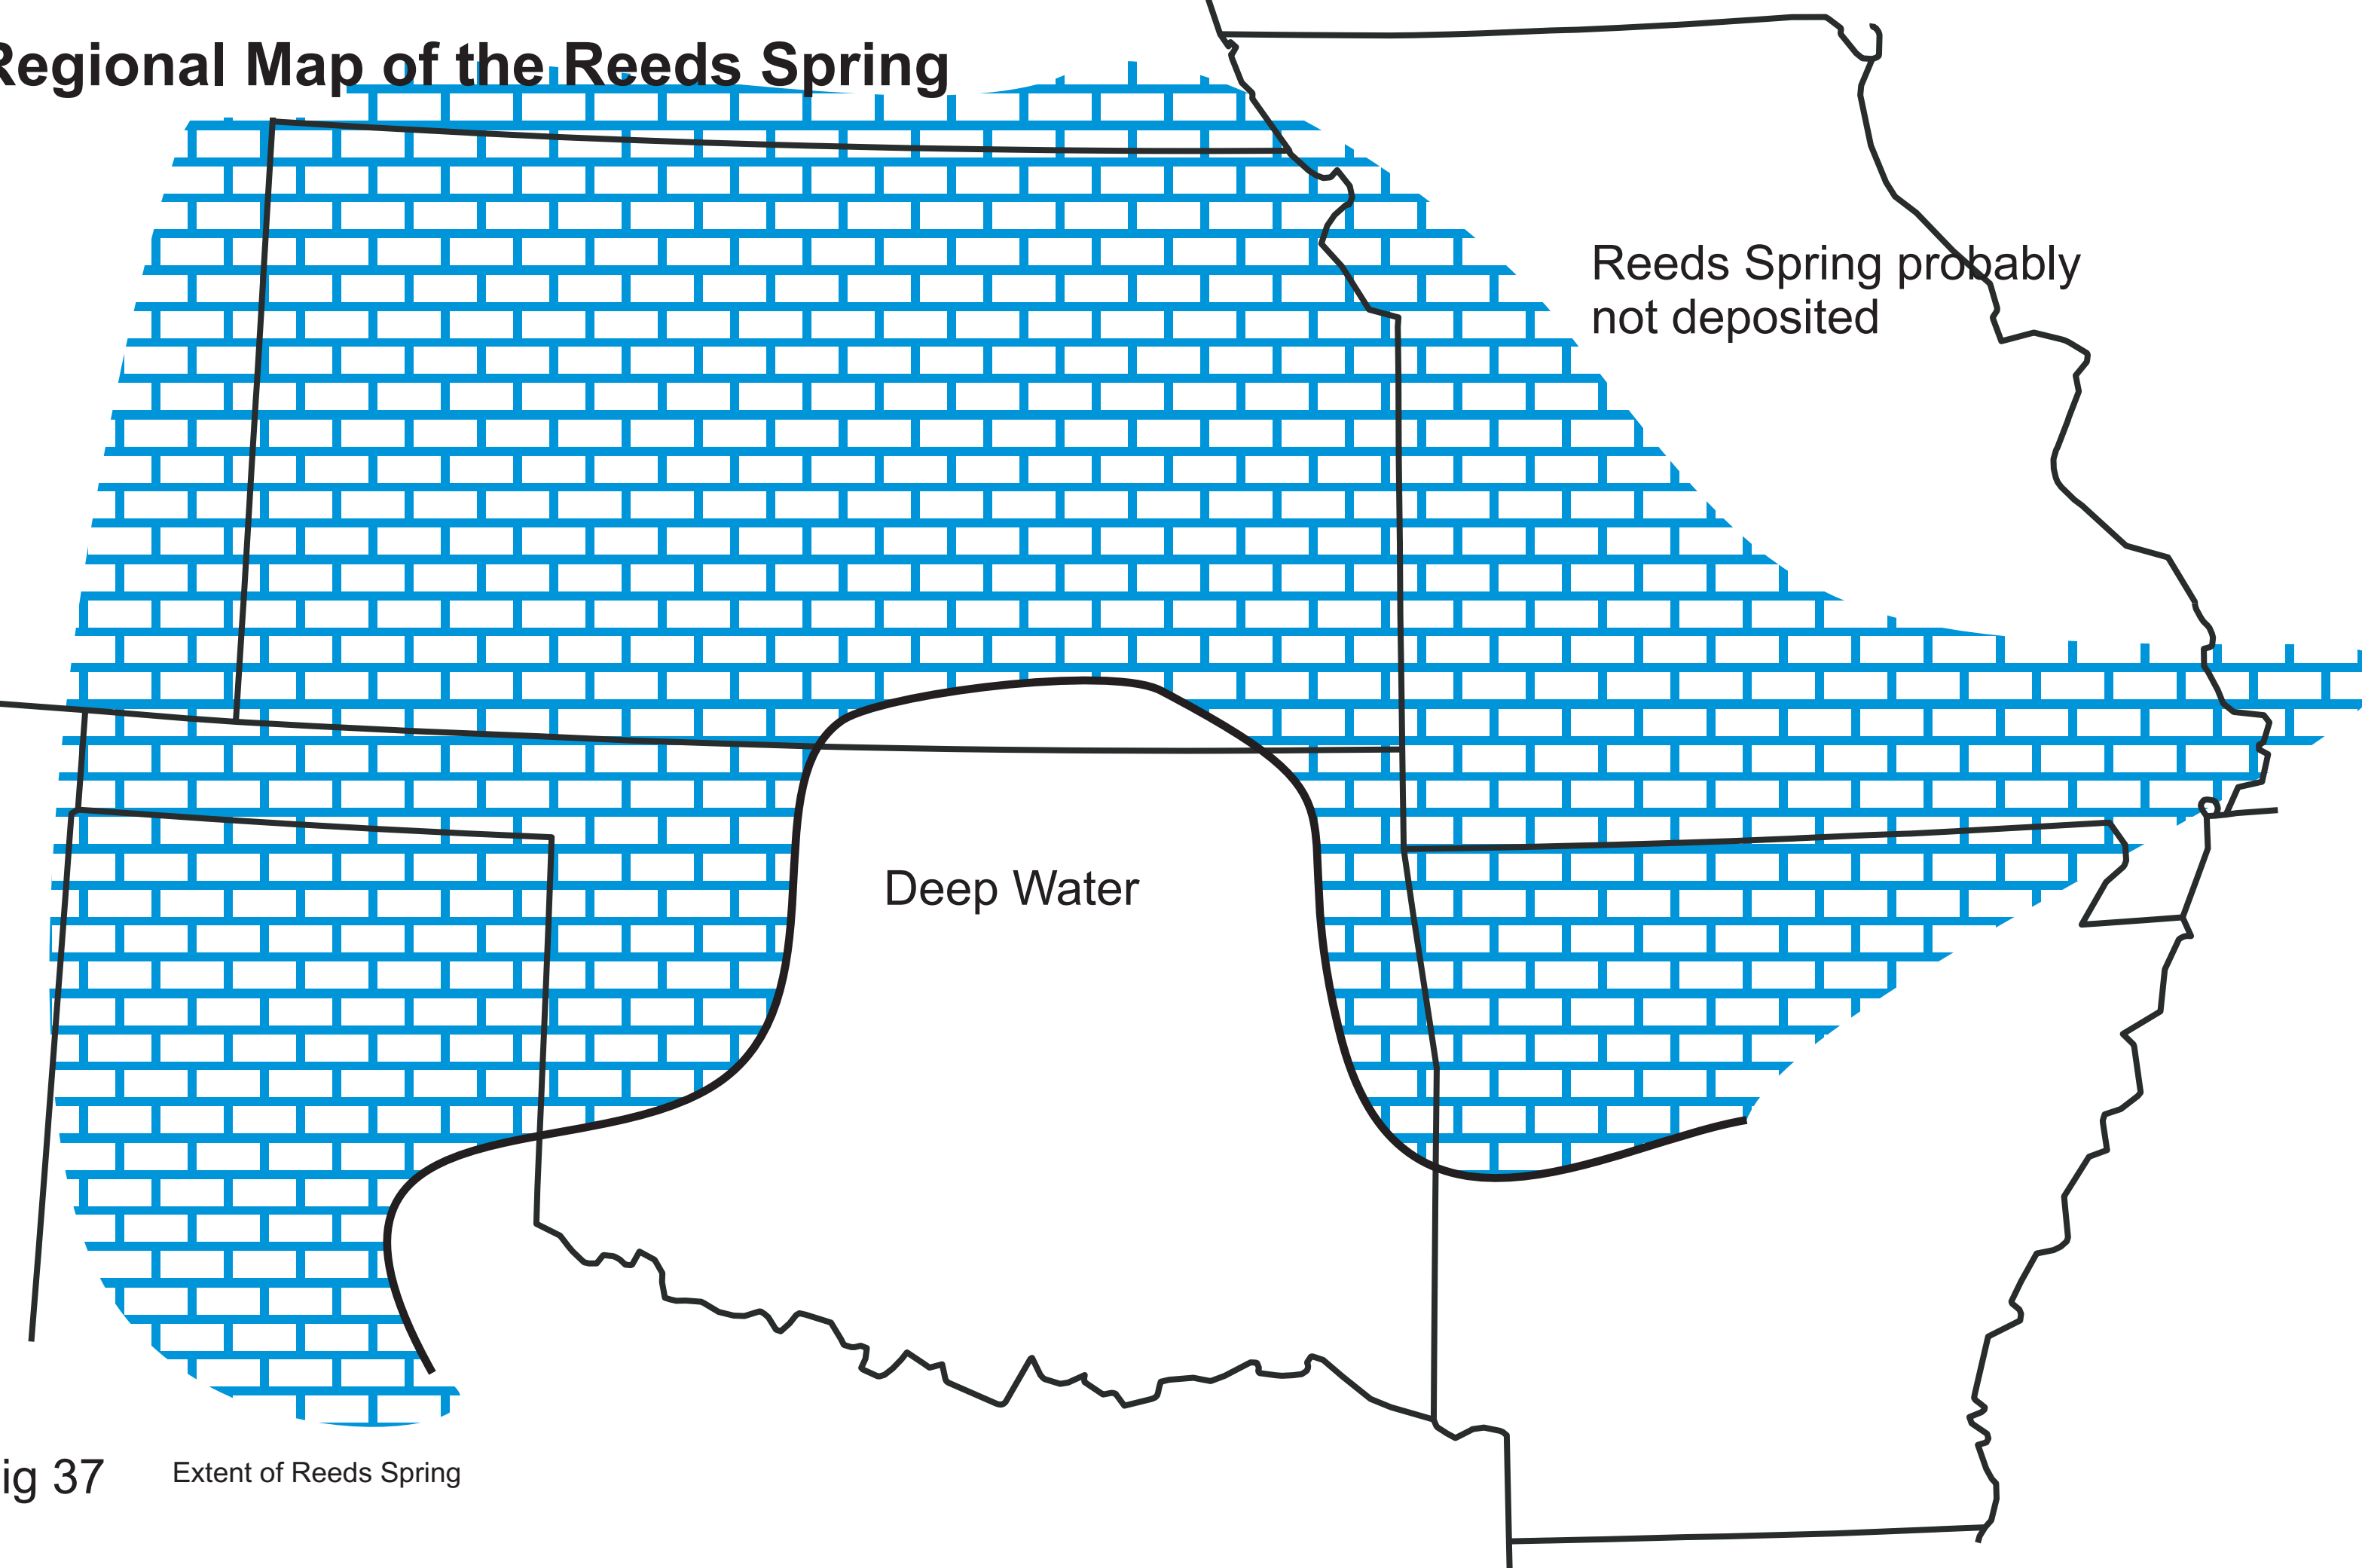 Regional Map of the Reeds Spring
Reeds Spring probably
not deposited
Deep Water
ig 37
Extent of Reeds Spring